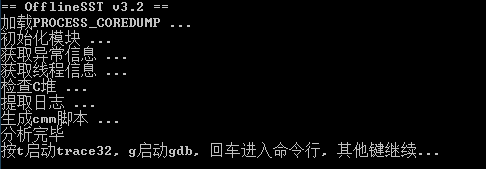 == OfflineSST v3.2 ==
加载PROCESS_COREDUMP ...
初始化模块 ...
获取异常信息 ...
获取线程信息 ...
检查C堆 ...
提取日志 ...
生成cmm脚本 ...
分析完毕
按t启动trace32, g启动gdb, 回车进入命令行, 其他键继续...